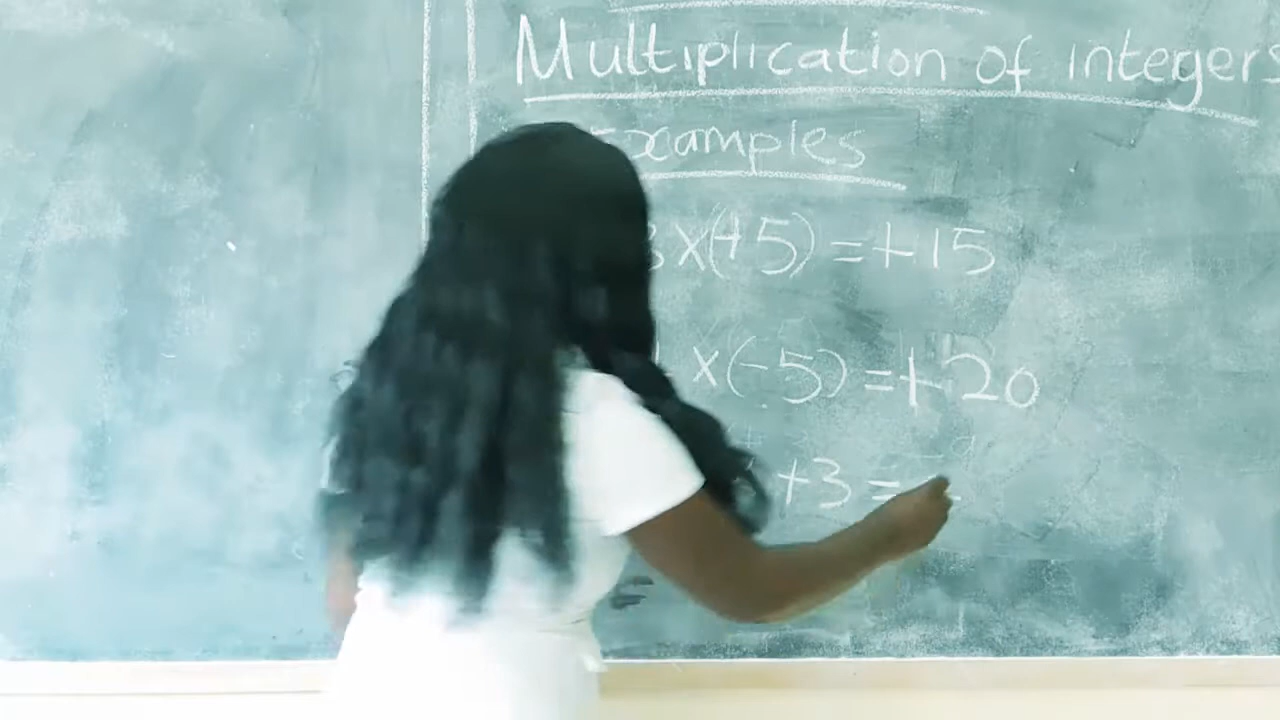 Multiplication of integers
Examples
3 x(+5) = +15
x(-5) = +20
+3 =